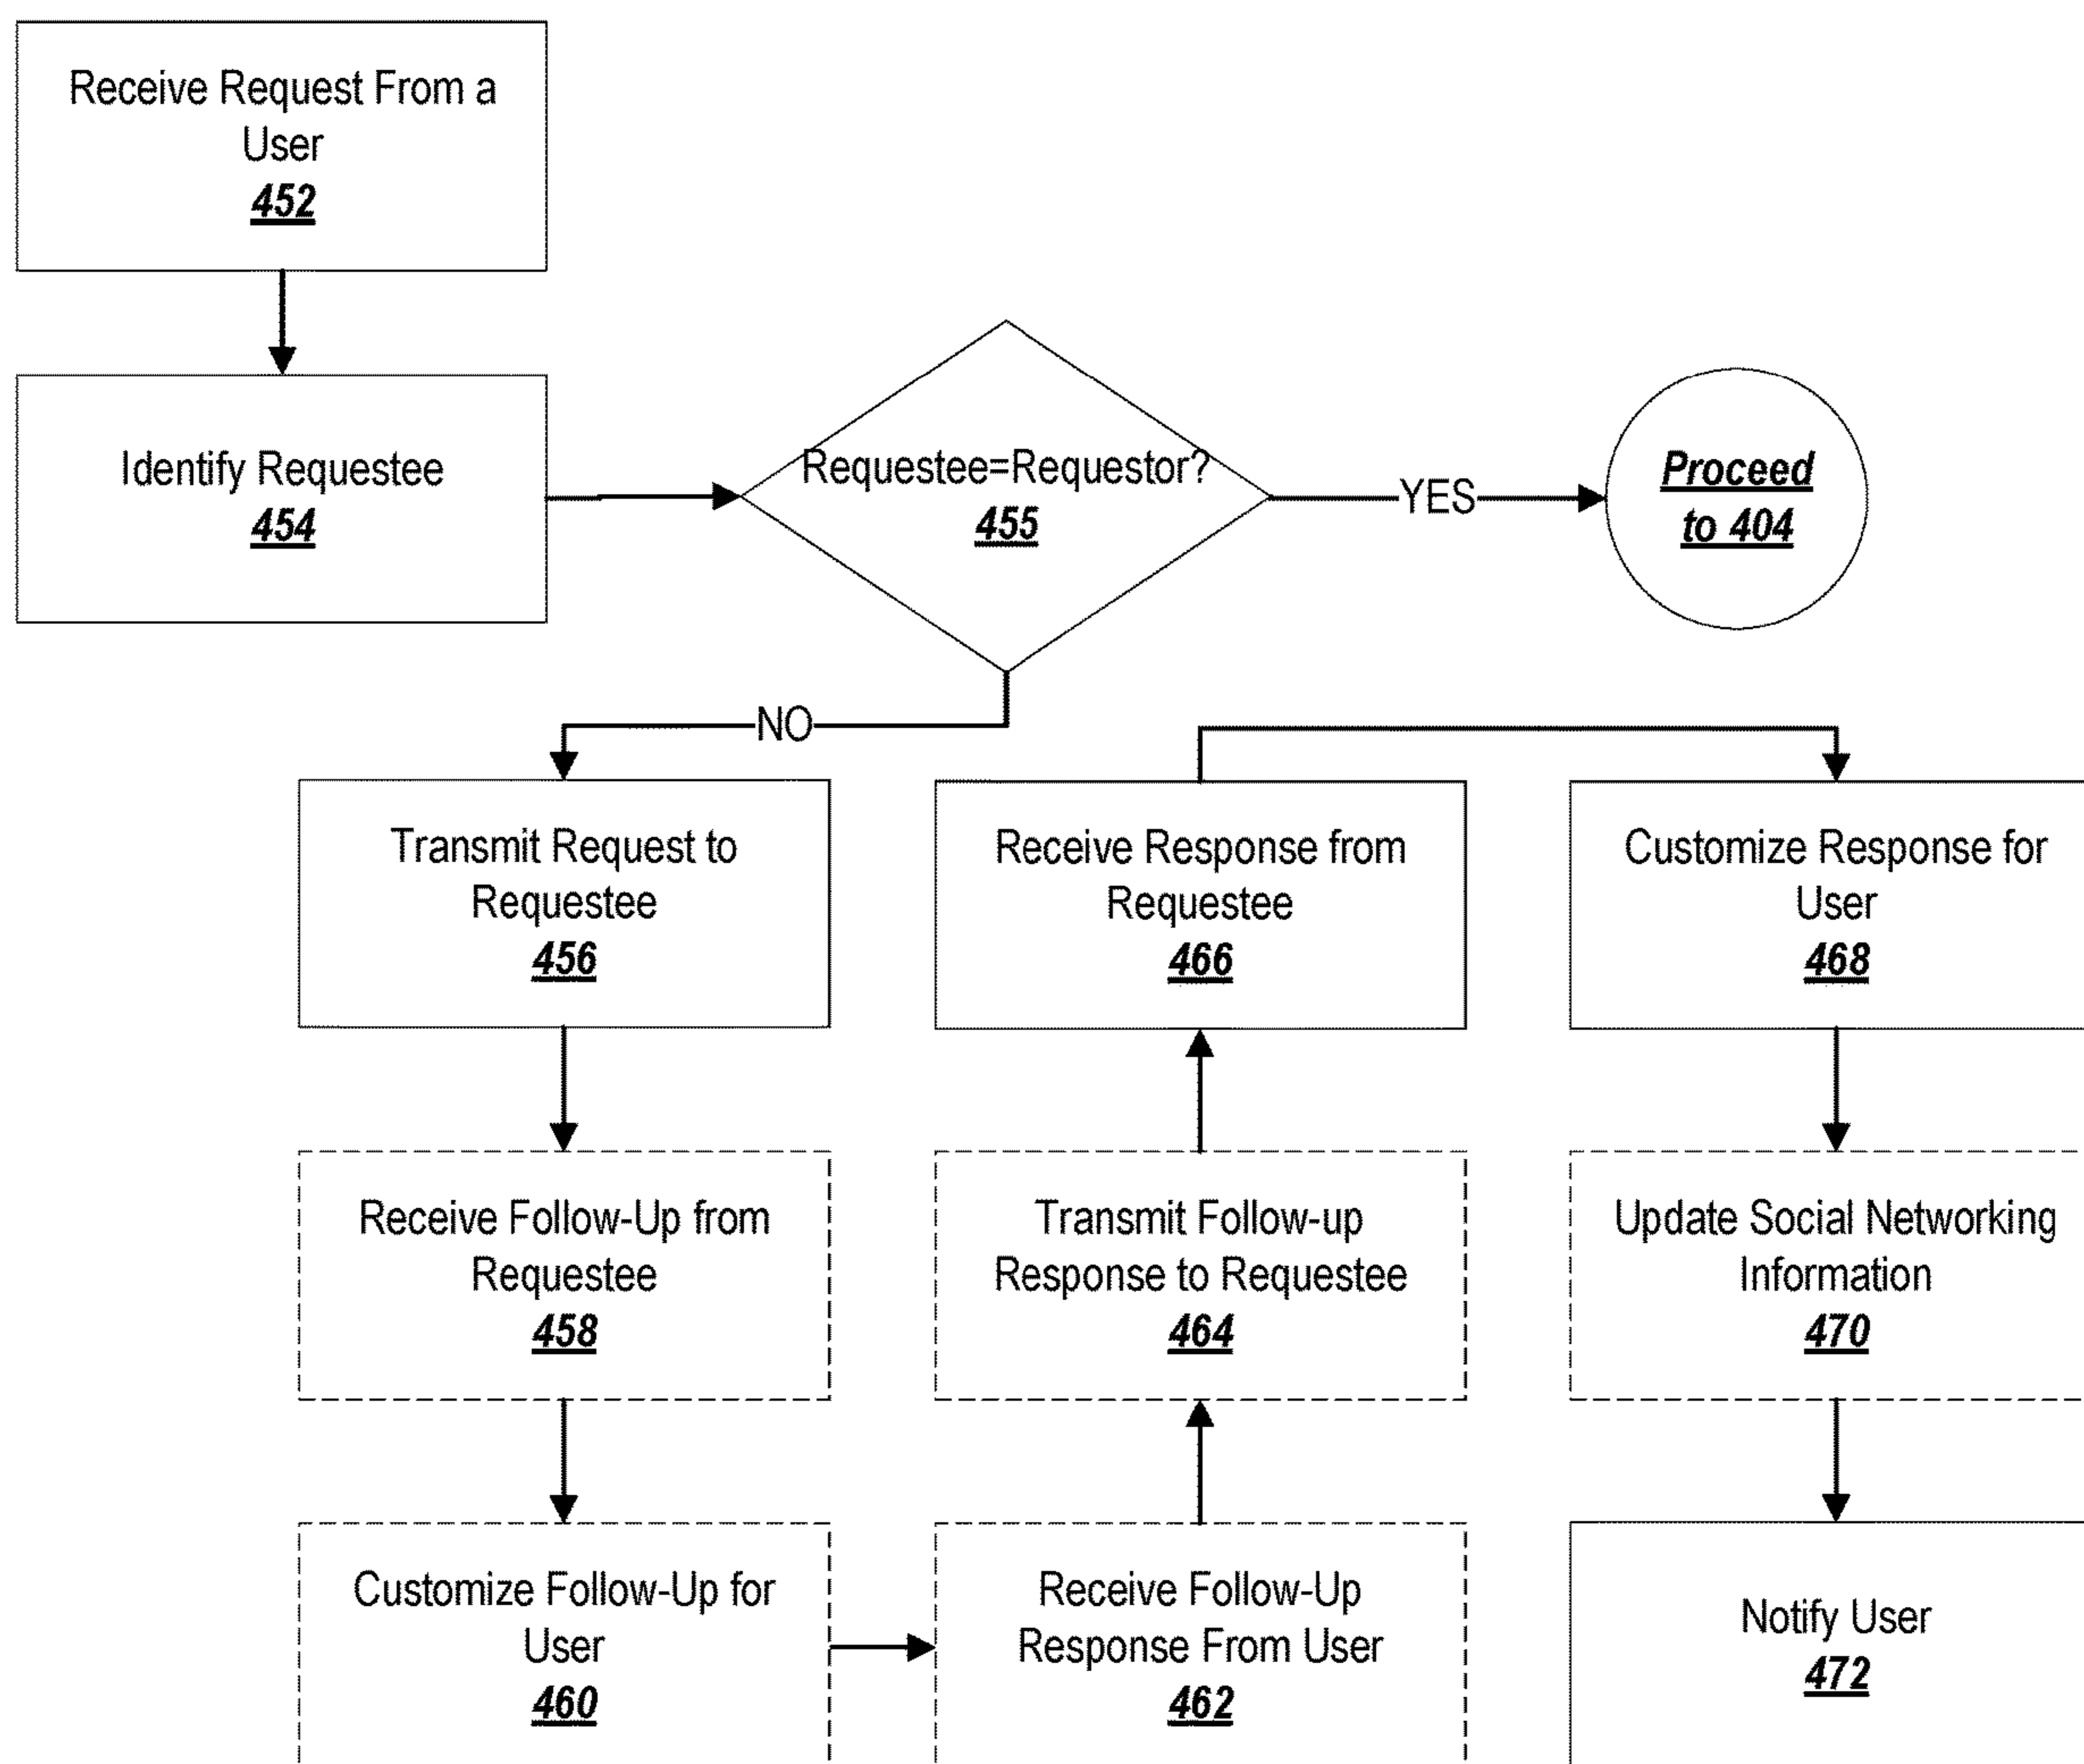 Receive Request From a
User
452
Identify Requestee
454
Requestee=Requestor?
455
YES
Proceed
to 404
NO
Transmit Request to
Requestee
456
Receive Follow-Up from
Requestee
458
Customize Follow-Up for
User
460
Receive Follow-Up
Response From User
462
Transmit Follow-up
Response to Requestee
464
Receive Response from
Requestee
466
Customize Response for
User
468
Update Social Networking
Information
470
Notify User
472